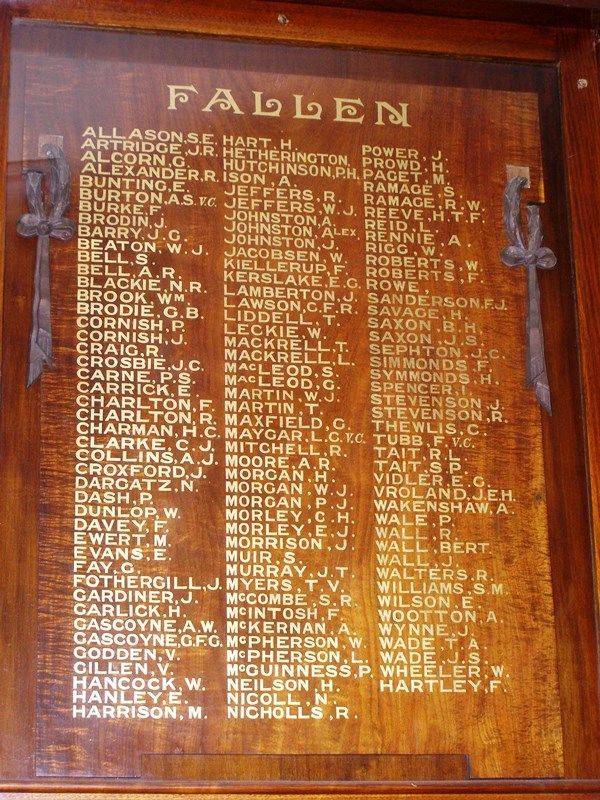 FALLEN
ALLASON, S.E.
ARTRIDGE, J.R.
ALCORN, G.
ALEXANDER, R.
BUNTING, E.
BURTON, A.S. V.C.
BURKE, F.
BRODIN, J.
BARRY, J.G.
BEATON, W.J.
BELL, S.
BELL, A.R.
BLACKIE, N.R.
BROOK, WM.
BRODIE, G.B.
CORNISH, P.
CORNISH, J.
CRAIG, R.
CROSBIE, J.C.
CARNE, P.S.
CARRICK, E.
CHARLTON, F.
CHARLTON, R.
CHARMAN, H.C.
CLARKE, C.J.
COLLINS, A.J.
CROXFORD, J.
DARGATZ, N.
DASH, P.
DUNLOP, W.
DAVEY, F.
EWERT, M.
EVANS, E.
FAY, G.
FOTHERGILL, J.
GARDINER, J.
GARLICK, H.
GASCOYNE, A.W.
GASCOYNE, G.F.G.
GODDEN, V.
GILLEN, V.
HANCOCK, W.
HANLEY, E.
HARRISON, M.
HART, H.
HETHERINGTON,
HUTCHINSON, P.H.
ISON, A.
JEFFERS, R.
JEFFERS, W.J.
JOHNSTON, A.
JOHNSTON, ALEX
JOHNSTON, J.
JACOBSEN, W.
KIELLERUP, F.
KERSLAKE, E.G.
LAMBERTON, J.
LAWSON, C.F.R.
LIDDELL, T.
LECKIE, W.
MACKRELL, T.
MACKRELL, L.
MACLEOD, S.
MACLEOD, G.
MARTIN, W.J.
MARTIN, T.
MAXFIELD, G.
MAYGAR, L.C. V.C.
MITCHELL, R.
MOORE, A.R.
MORGAN, H.
MORGAN, W.J.
MORGAN, P.J.
MORLEY, C.H.
MORLEY, E.J.
MORRISON, J.
MUIR, S.
MURRAY, J.T.
MYERS, T.V.
MCCOMBE, S.R.
MCINTOSH, F.
MCKERNAN, A.
MCPHERSON, W.
MCPHERSON, L.
MCGUINNESS, P.
NEILSON, H.
NICOLL, N.
NICHOLLS, R.
POWER, J.
PROWD, H.
PAGET, M.
RAMAGE, S.
RAMAGE, R.W.
REEVE, H.T.F.
REID, L.
RENNIE, A.
RIGG, W.
ROBERTS, W.
ROBERTS, F.
ROWE,
SANDERSON, F.J.
SAVAGE, H.
SAXON, B.H.
SAXON, J.S.
SEPHTON, J.C.
SIMMONDS, F.
SYMMONDS, H.
SPENCER, I.
STEVENSON, J.
STEVENSON, R.
THEWLIS, C.
TUBB, F. V.C.
TAIT, R.L.
TAIT, S.P.
VIDLER, E.G.
VROLAND, J.E.H.
WAKENSHAW, A.
WALE, P.
WALL, R.
WALL, BERT.
WALL, J.
WALTERS, R.
WILLIAMS, S.M.
WILSON, E.
WOOTTON, A.
WYNNE, J.
WADE, T.A.
WADE, J.S.
WHEELER, W.
HARTLEY, F.